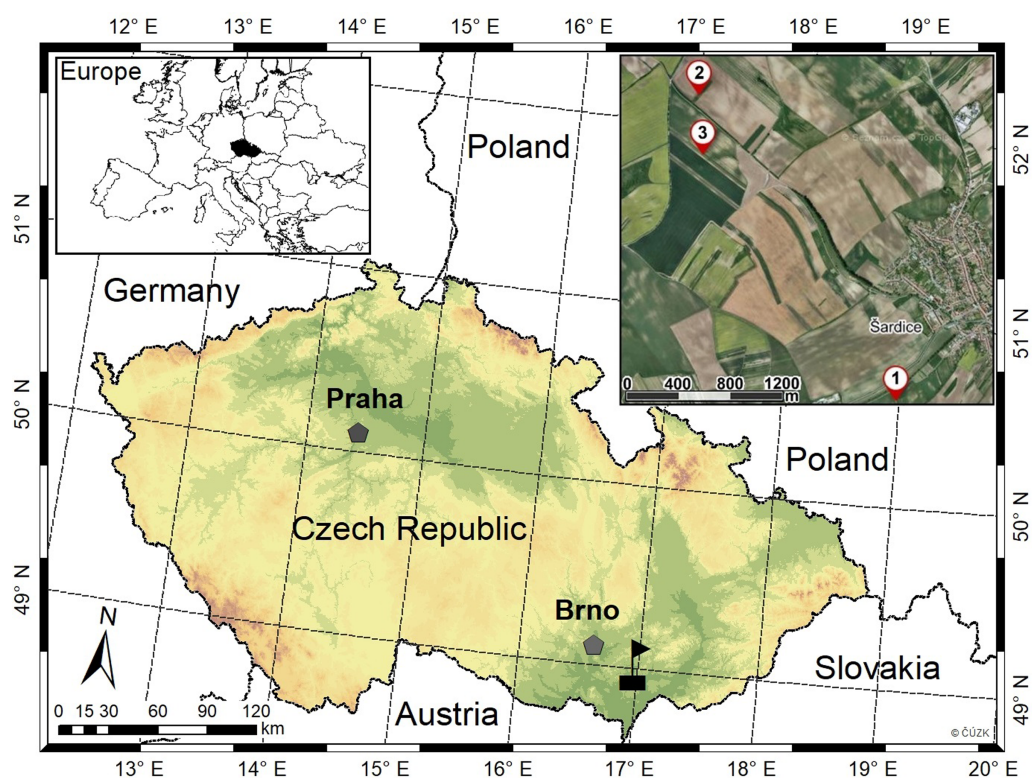 12° E 13° E 14° E 15° E 16° E 17° E 18° E 19° E
Europe
Poland
2
3
Šardice
1
0 400 800 1200
m
52° N
51° N
51° N
50° N
50° N
49° N
49° N
Germany
Praha
Poland
Czech Republic
Brno
N
Slovakia
Austria
0 15 30 60 90 120
km
© ČÚZK
13° E 14° E 15° E 16° E 17° E 18° E 19° E 20° E